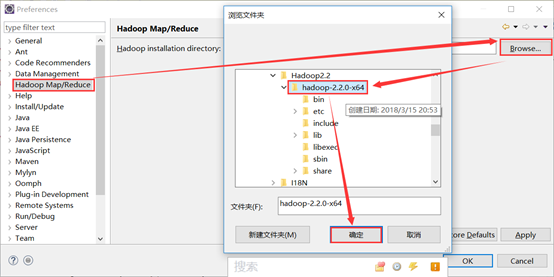 Preferences
type filter text
General
Ant
Code Recommenders
Data Management
Hadoop Map/Reduce
Help
Install/Update
Java
Java EE
Java Persistence
JavaScript
Maven
Mylyn
Oomph
Plug-in Development
Remote Systems
Run/Debug
Server
Team
Hadoop Map/Reduce
Hadoop installation directory:
Browse...
浏览文件夹
Hadoop2.2
hadoop-2.2.0-x64
bin
etc
include
lib
libexec
sbin
share
I18N
创建日期: 2018/3/15 20:53
文件夹(F):
hadoop-2.2.0-x64
新建文件夹(M)
确定
取消
搜索
ore Defaults
Apply
OK
Cancel